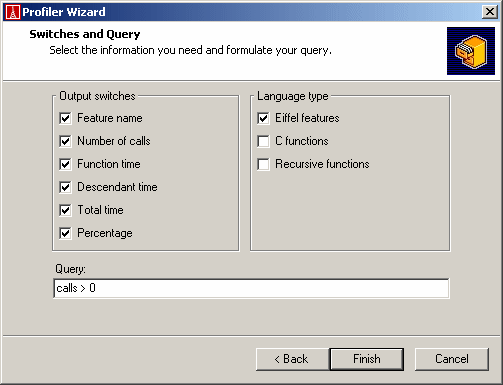 Profiler Wizard
Switches and Query
Select the information you need and formulate your query.
Output switches
Feature name
Number of calls
Function time
Descendant time
Total time
Percentage
Language type
Eiffel features
C functions
Recursive functions
Query:
calls > 0
< Back
Finish
Cancel